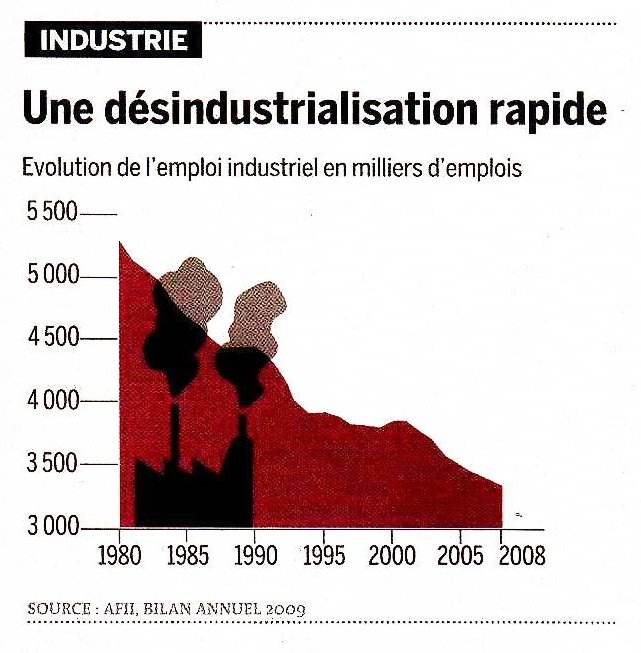 INDUSTRIE
Une désindustrialisation rapide
Evolution de l'emploi industriel en milliers d'emplois
5 500
5 000
4 500
4 000
3 500
3 000
1980 1985 1990 1995 2000 2005 2008
SOURCE : AFII, BILAN ANNUEL 2009